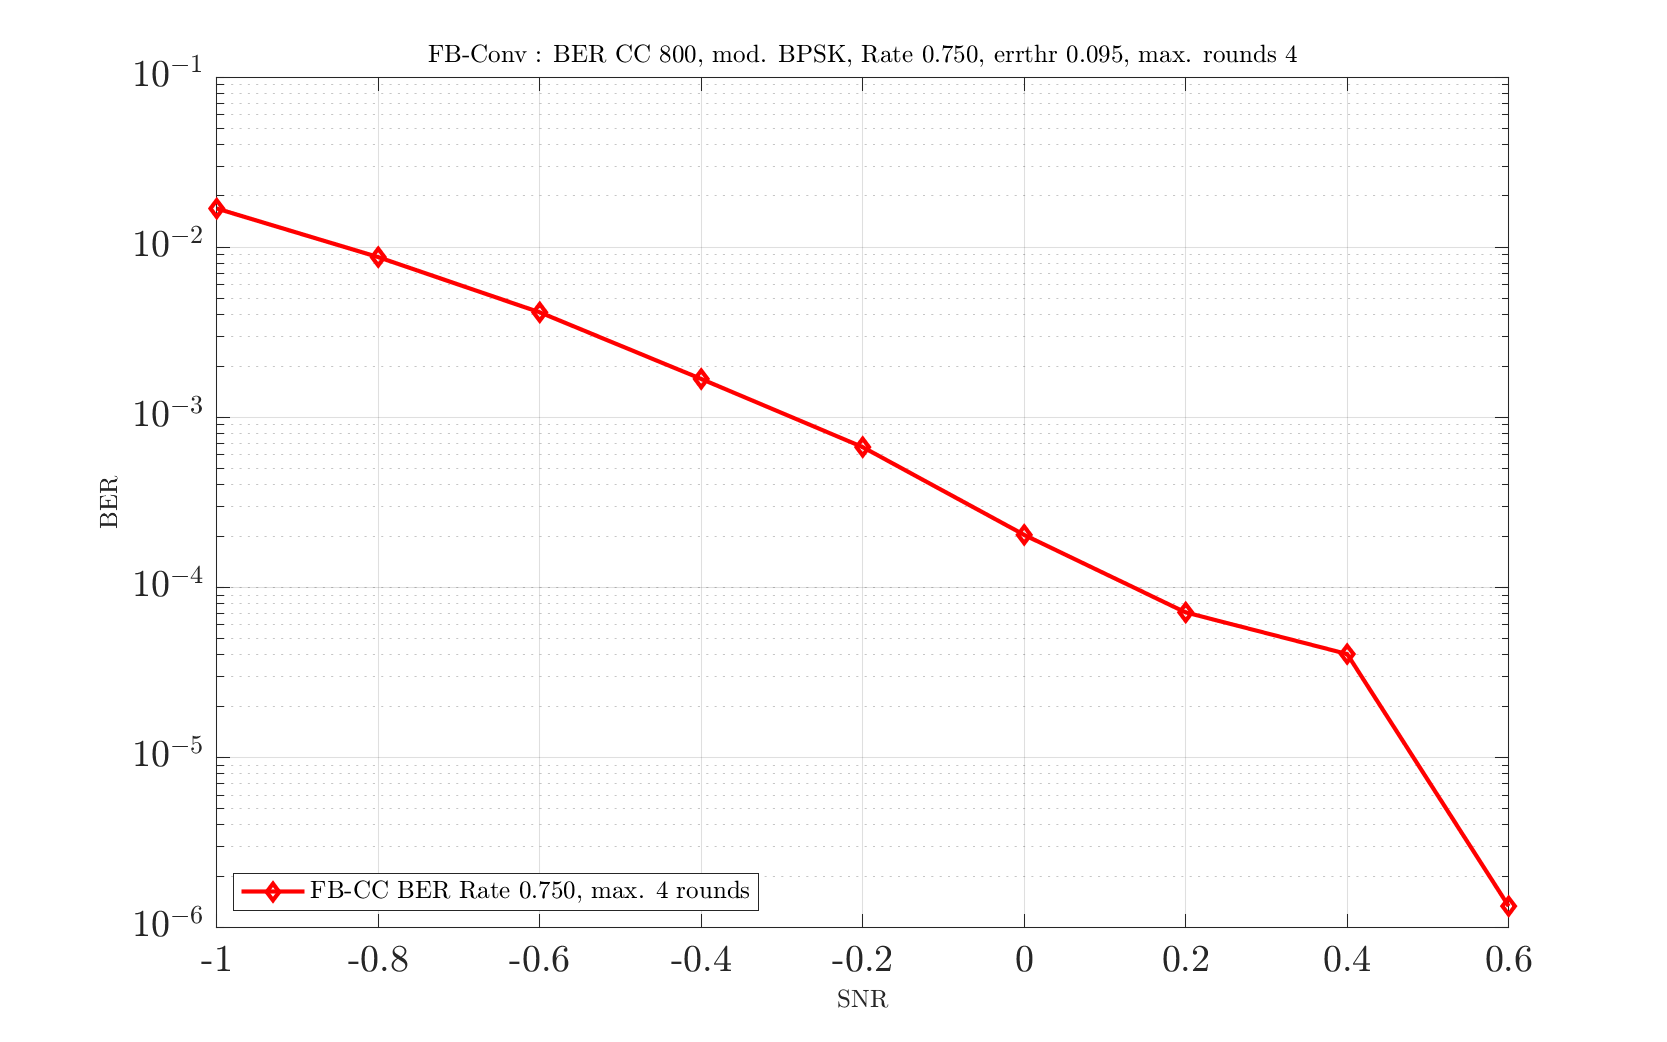 FB-Conv : BER CC 800, mod. BPSK, Rate 0.750, errthr 0.095, max. rounds 4
10⁻¹
10⁻²
10⁻³
10⁻⁴
10⁻⁵
10⁻⁶
BER
FB-CC BER Rate 0.750, max. 4 rounds
-1 -0.8 -0.6 -0.4 -0.2 0 0.2 0.4 0.6
SNR